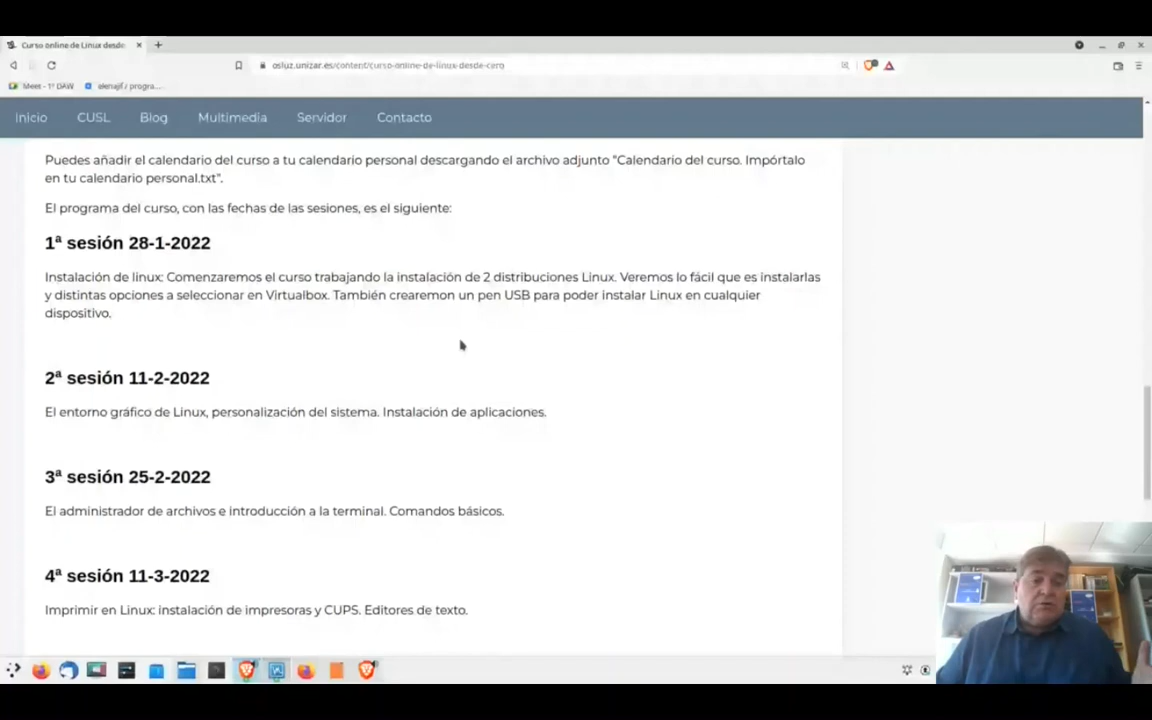 Curso online de Linux desde
osluz.unizar.es/content/curso-online-de-linux-desde-cero
Meet - 1º DAW
elenajif / progra...
Inicio
CUSL
Blog
Multimedia
Servidor
Contacto
Puedes añadir el calendario del curso a tu calendario personal descargando el archivo adjunto "Calendario del curso. Impórtalo
en tu calendario personal.txt".
El programa del curso, con las fechas de las sesiones, es el siguiente:
1ª sesión 28-1-2022
Instalación de linux: Comenzaremos el curso trabajando la instalación de 2 distribuciones Linux. Veremos lo fácil que es instalarlas
y distintas opciones a seleccionar en Virtualbox. También crearemon un pen USB para poder instalar Linux en cualquier
dispositivo.
2ª sesión 11-2-2022
El entorno gráfico de Linux, personalización del sistema. Instalación de aplicaciones.
3ª sesión 25-2-2022
El administrador de archivos e introducción a la terminal. Comandos básicos.
4ª sesión 11-3-2022
Imprimir en Linux: instalación de impresoras y CUPS. Editores de texto.